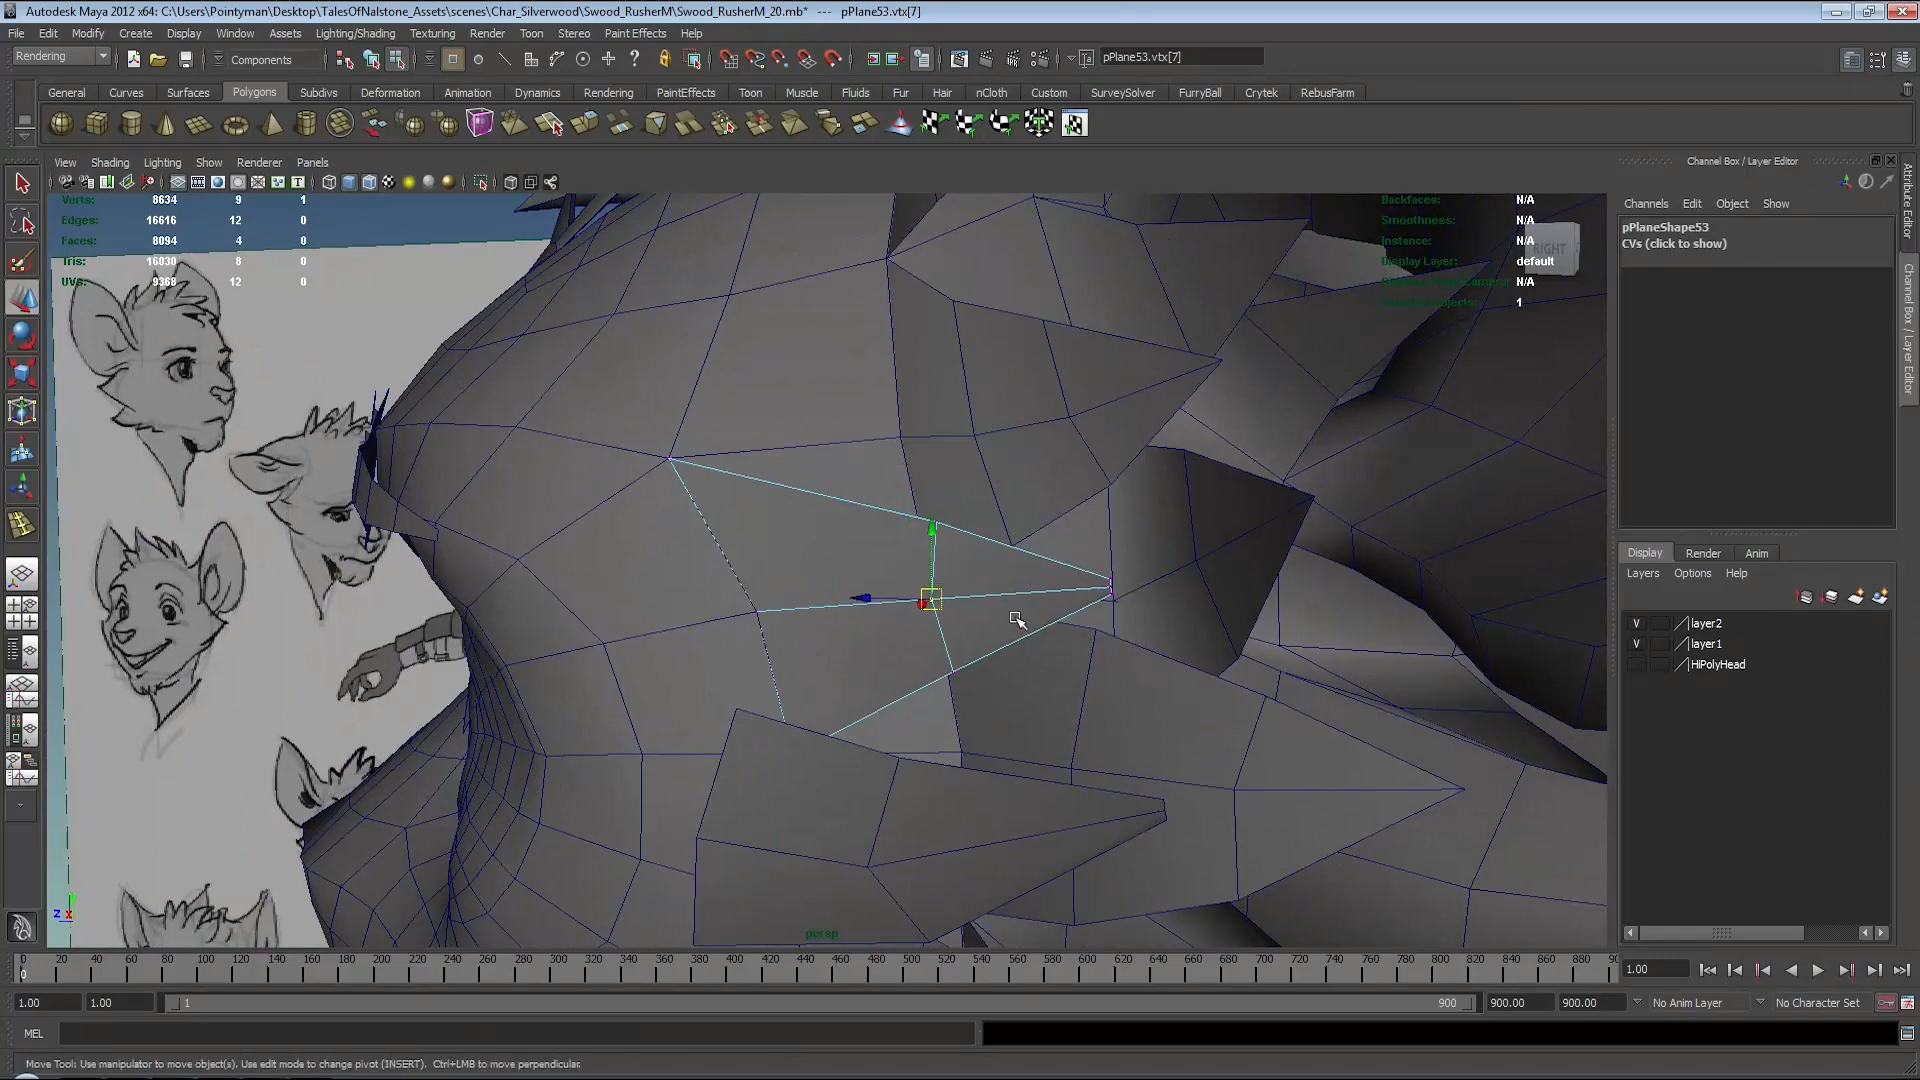 Autodesk Maya 2012 x64: C:\Users\Pointyman\Desktop\TalesOfNalstone_Assets\scenes\Char_Silverwood\Swood_RusherM\Swood_RusherM_20.mb* --- pPlane53.vtx[7]
File Edit Modify Create Display Window Assets Lighting/Shading Texturing Render Toon Stereo Paint Effects Help
Rendering Components pPlane53.vtx[7]
General Curves Surfaces Polygons Subdivs Deformation Animation Dynamics Rendering PaintEffects Toon Muscle Fluids Fur Hair nCloth Custom SurveySolver FurryBall Crytek RebusFarm
View Shading Lighting Show Renderer Panels
Channel Box / Layer Editor
Verts: 8634 9 1
Edges: 16616 12 0
Faces: 8094 4 0
Tris: 16030 8 0
UVs: 9368 12 0
Backfaces: N/A
Smoothness: N/A
Instance: N/A
Display Layer: default
N/A
1
RIGHT
Channels Edit Object Show
pPlaneShape53
CVs (click to show)
Attribute Editor
Channel Box / Layer Editor
Display Render Anim
Layers Options Help
V layer2
V layer1
HiPolyHead
persp
z x y
0 20 40 60 80 100 120 140 160 180 200 220 240 260 280 300 320 340 360 380 400 420 440 460 480 500 520 540 560 580 600 620 640 660 680 700 720 740 760 780 800 820 840 860 880 90
0
1.00
1.00 1.00 1 900 900.00 900.00 No Anim Layer No Character Set
MEL
Move Tool: Use manipulator to move object(s). Use edit mode to change pivot (INSERT). Ctrl+LMB to move perpendicular.